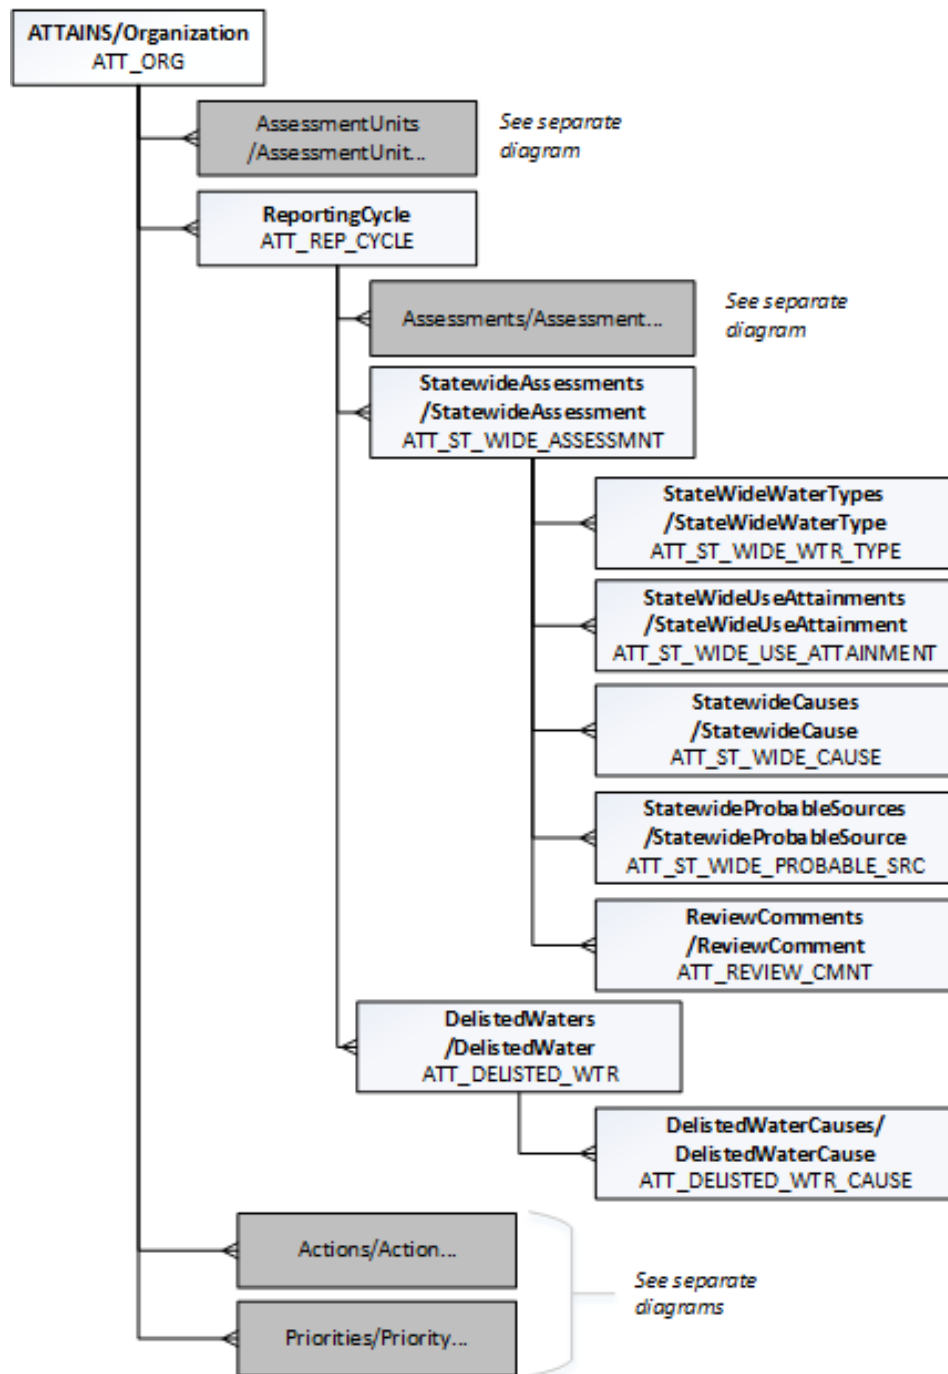 ATTAINS/Organization
ATT_ORG
AssessmentUnits
/AssessmentUnit...
See separate
diagram
ReportingCycle
ATT_REP_CYCLE
Assessments/Assessment...
See separate
diagram
StatewideAssessments
/StatewideAssessment
ATT_ST_WIDE_ASSESSMNT
StateWideWaterTypes
/StateWideWaterType
ATT_ST_WIDE_WTR_TYPE
StateWideUseAttainments
/StateWideUseAttainment
ATT_ST_WIDE_USE_ATTAINMENT
StatewideCauses
/StatewideCause
ATT_ST_WIDE_CAUSE
StatewideProbableSources
/StatewideProbableSource
ATT_ST_WIDE_PROBABLE_SRC
ReviewComments
/ReviewComment
ATT_REVIEW_CMNT
DelistedWaters
/DelistedWater
ATT_DELISTED_WTR
DelistedWaterCauses/
DelistedWaterCause
ATT_DELISTED_WTR_CAUSE
Actions/Action...
See separate
diagrams
Priorities/Priority...